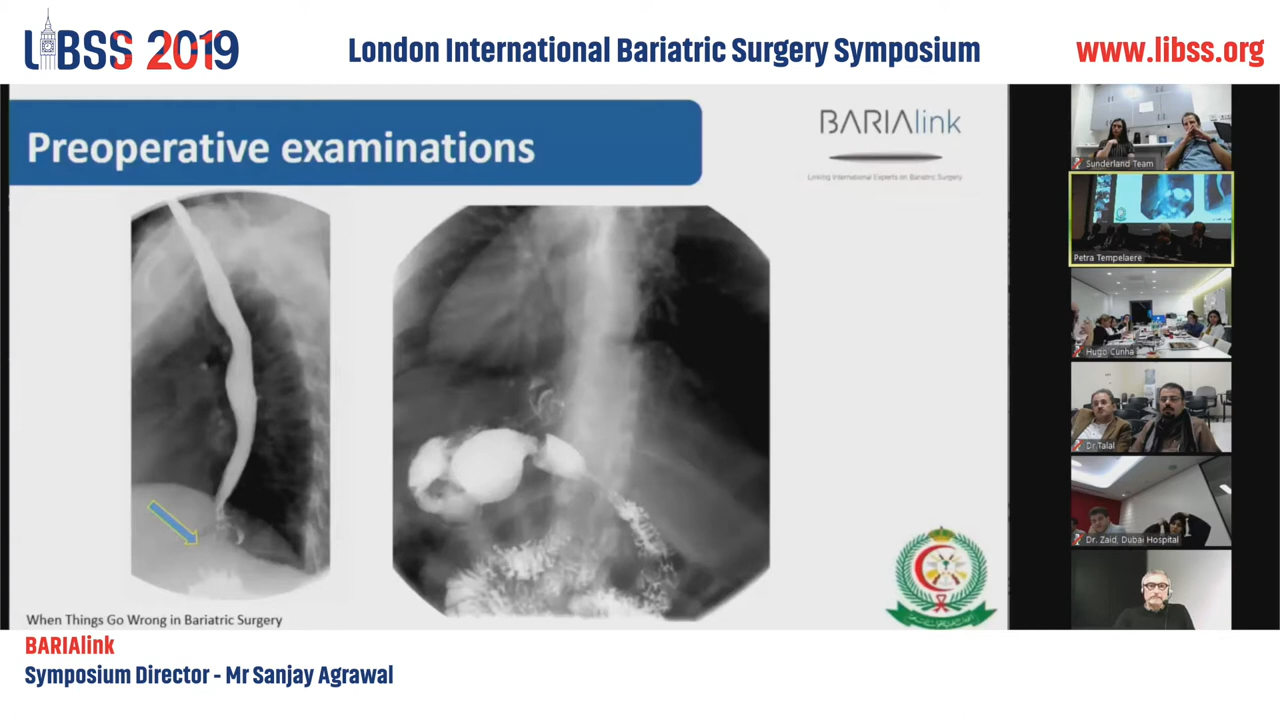 LIBSS 2019
London International Bariatric Surgery Symposium
www.libss.org
Preoperative examinations
BARIAlink
Linking International Experts on Bariatric Surgery
When Things Go Wrong in Bariatric Surgery
Sunderland Team
Petra Tempelaere
Hugo Cunha
Dr.Talal
Dr. Zaid, Dubai Hospital
BARIAlink
Symposium Director - Mr Sanjay Agrawal